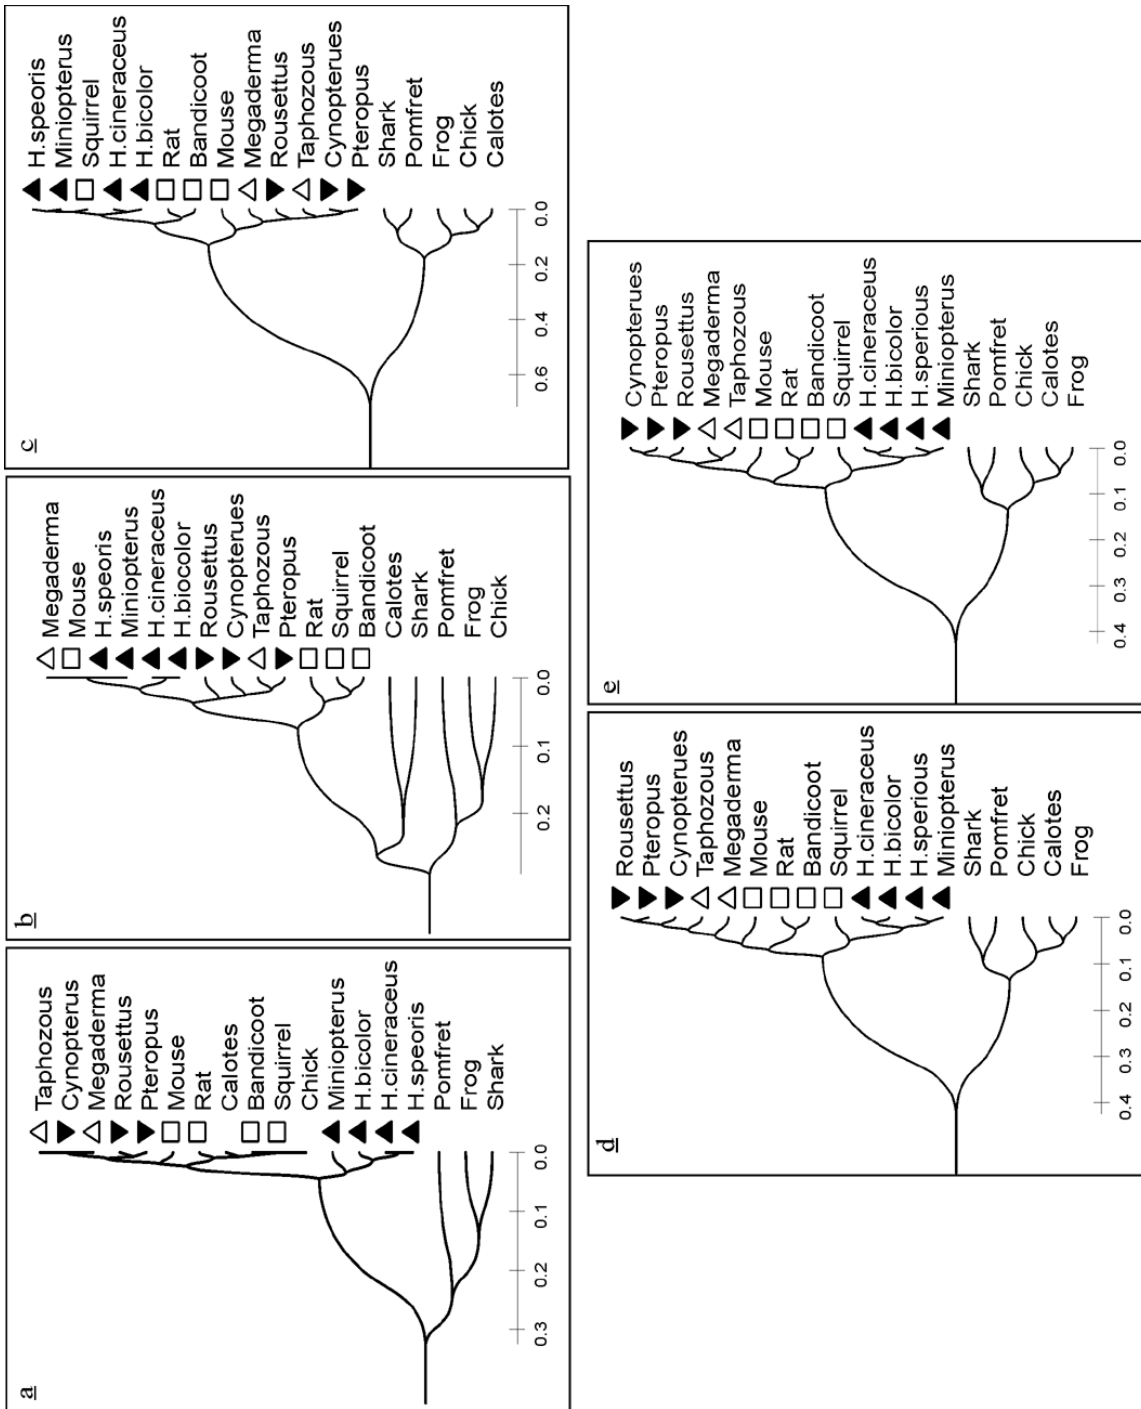 a
Taphozous
Cynopterus
Megaderma
Rousettus
Pteropus
Mouse
Rat
Calotes
Bandicoot
Squirrel
Chick
Miniopterus
H.bicolor
H.cineraceus
H.speoris
Pomfret
Frog
Shark
0.3 0.2 0.1 0.0
b
Megaderma
Mouse
H.speoris
Miniopterus
H.cineraceus
H.biocolor
Rousettus
Cynopterues
Taphozous
Pteropus
Rat
Squirrel
Bandicoot
Calotes
Shark
Pomfret
Frog
Chick
0.2 0.1 0.0
c
H.speoris
Miniopterus
Squirrel
H.cineraceus
H.bicolor
Rat
Bandicoot
Mouse
Megaderma
Rousettus
Taphozous
Cynopterues
Pteropus
Shark
Pomfret
Frog
Chick
Calotes
0.6 0.4 0.2 0.0
d
Rousettus
Pteropus
Cynopterues
Taphozous
Megaderma
Mouse
Rat
Bandicoot
Squirrel
H.cineraceus
H.bicolor
H.sperious
Miniopterus
Shark
Pomfret
Chick
Calotes
Frog
0.4 0.3 0.2 0.1 0.0
e
Cynopterues
Pteropus
Rousettus
Megaderma
Taphozous
Mouse
Rat
Bandicoot
Squirrel
H.cineraceus
H.bicolor
H.sperious
Miniopterus
Shark
Pomfret
Chick
Calotes
Frog
0.4 0.3 0.2 0.1 0.0